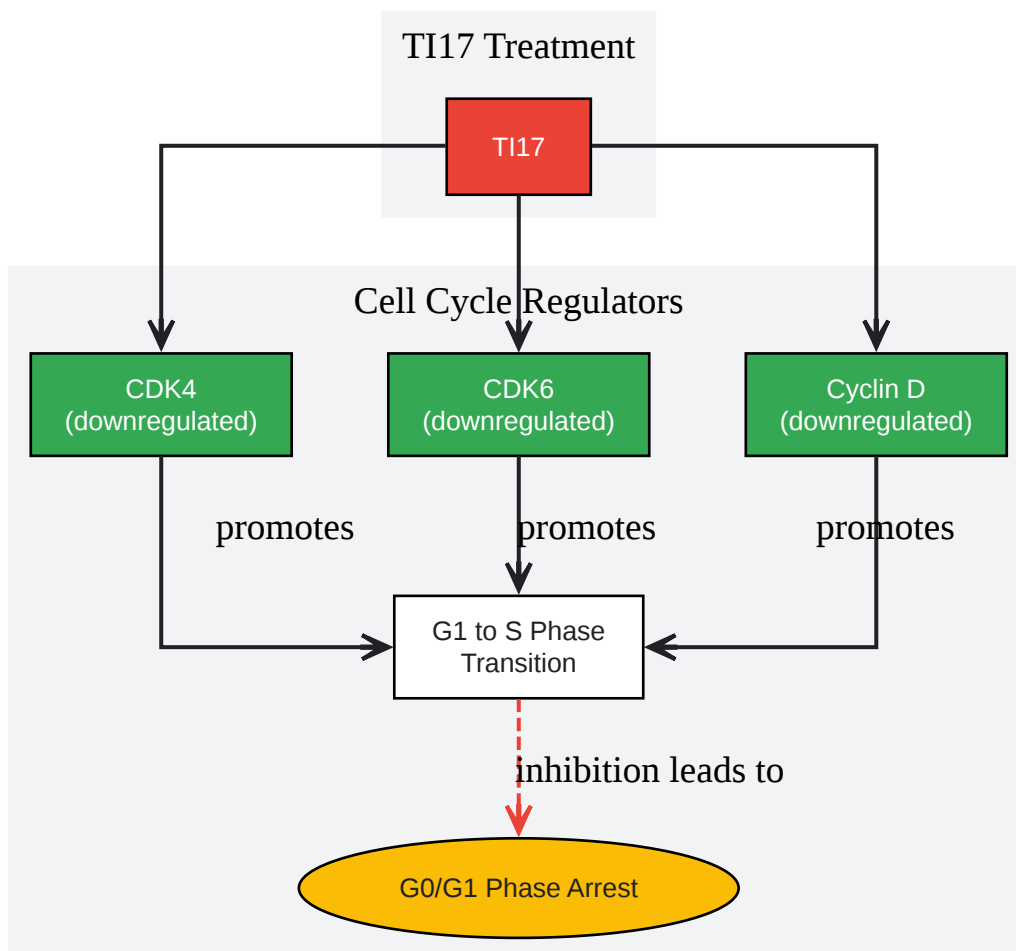 TI17 Treatment
TI17
Cell Cycle Regulators
CDK4
(downregulated)
CDK6
(downregulated)
Cyclin D
(downregulated)
promotes
promotes
promotes
G1 to S Phase
Transition
inhibition leads to
G0/G1 Phase Arrest